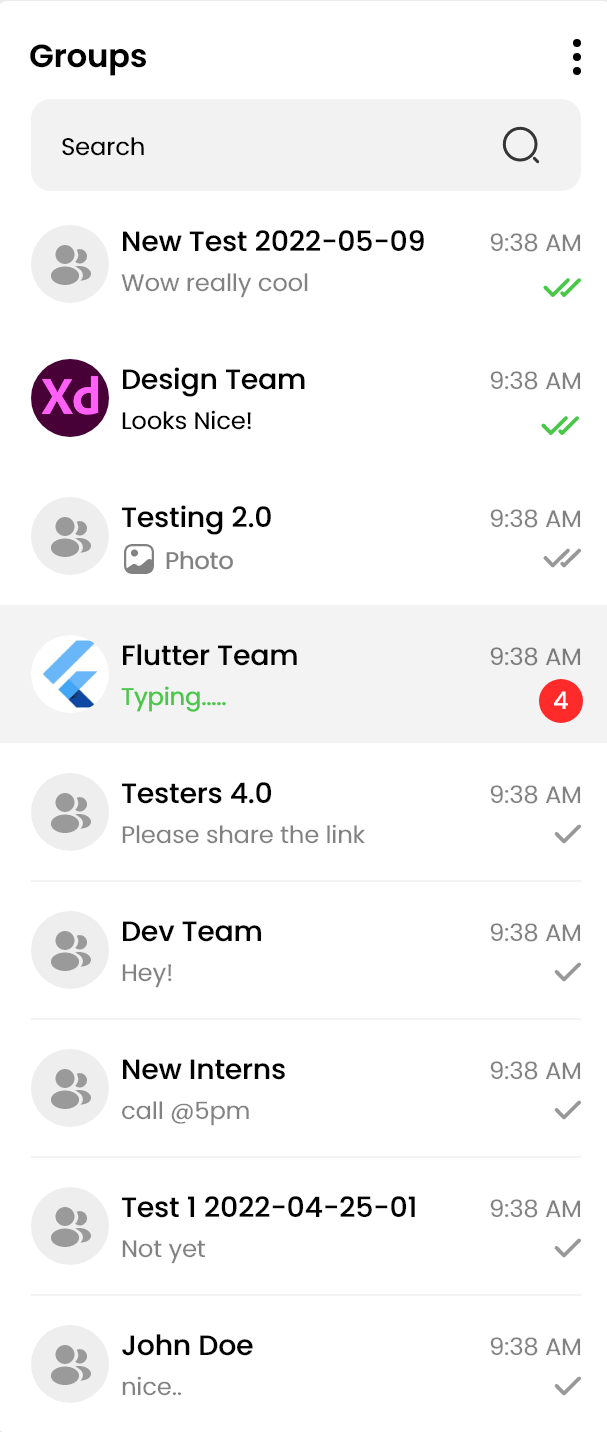 Groups
Search
New Test 2022-05-09 9:38 AM
Wow really cool
Xd
Design Team 9:38 AM
Looks Nice!
Testing 2.0 9:38 AM
Photo
Flutter Team 9:38 AM
Typing..... 4
Testers 4.0 9:38 AM
Please share the link
Dev Team 9:38 AM
Hey!
New Interns 9:38 AM
call @5pm
Test 1 2022-04-25-01 9:38 AM
Not yet
John Doe 9:38 AM
nice..